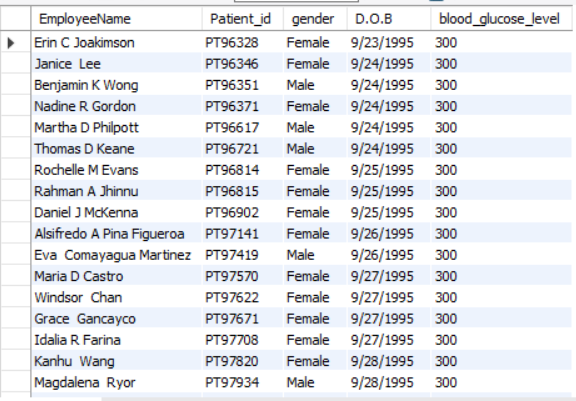 EmployeeName Patient_id gender D.O.B blood_glucose_level
Erin C Joakimson PT96328 Female 9/23/1995 300
Janice Lee PT96346 Female 9/24/1995 300
Benjamin K Wong PT96351 Male 9/24/1995 300
Nadine R Gordon PT96371 Female 9/24/1995 300
Martha D Philpott PT96617 Male 9/24/1995 300
Thomas D Keane PT96721 Male 9/24/1995 300
Rochelle M Evans PT96814 Female 9/25/1995 300
Rahman A Jhinnu PT96815 Female 9/25/1995 300
Daniel J McKenna PT96902 Female 9/25/1995 300
Alsifredo A Pina Figueroa PT97141 Female 9/26/1995 300
Eva Comayagua Martinez PT97419 Male 9/26/1995 300
Maria D Castro PT97570 Female 9/27/1995 300
Windsor Chan PT97622 Female 9/27/1995 300
Grace Gancayco PT97671 Female 9/27/1995 300
Idalia R Farina PT97708 Female 9/27/1995 300
Kanhu Wang PT97820 Female 9/28/1995 300
Magdalena Ryor PT97934 Male 9/28/1995 300